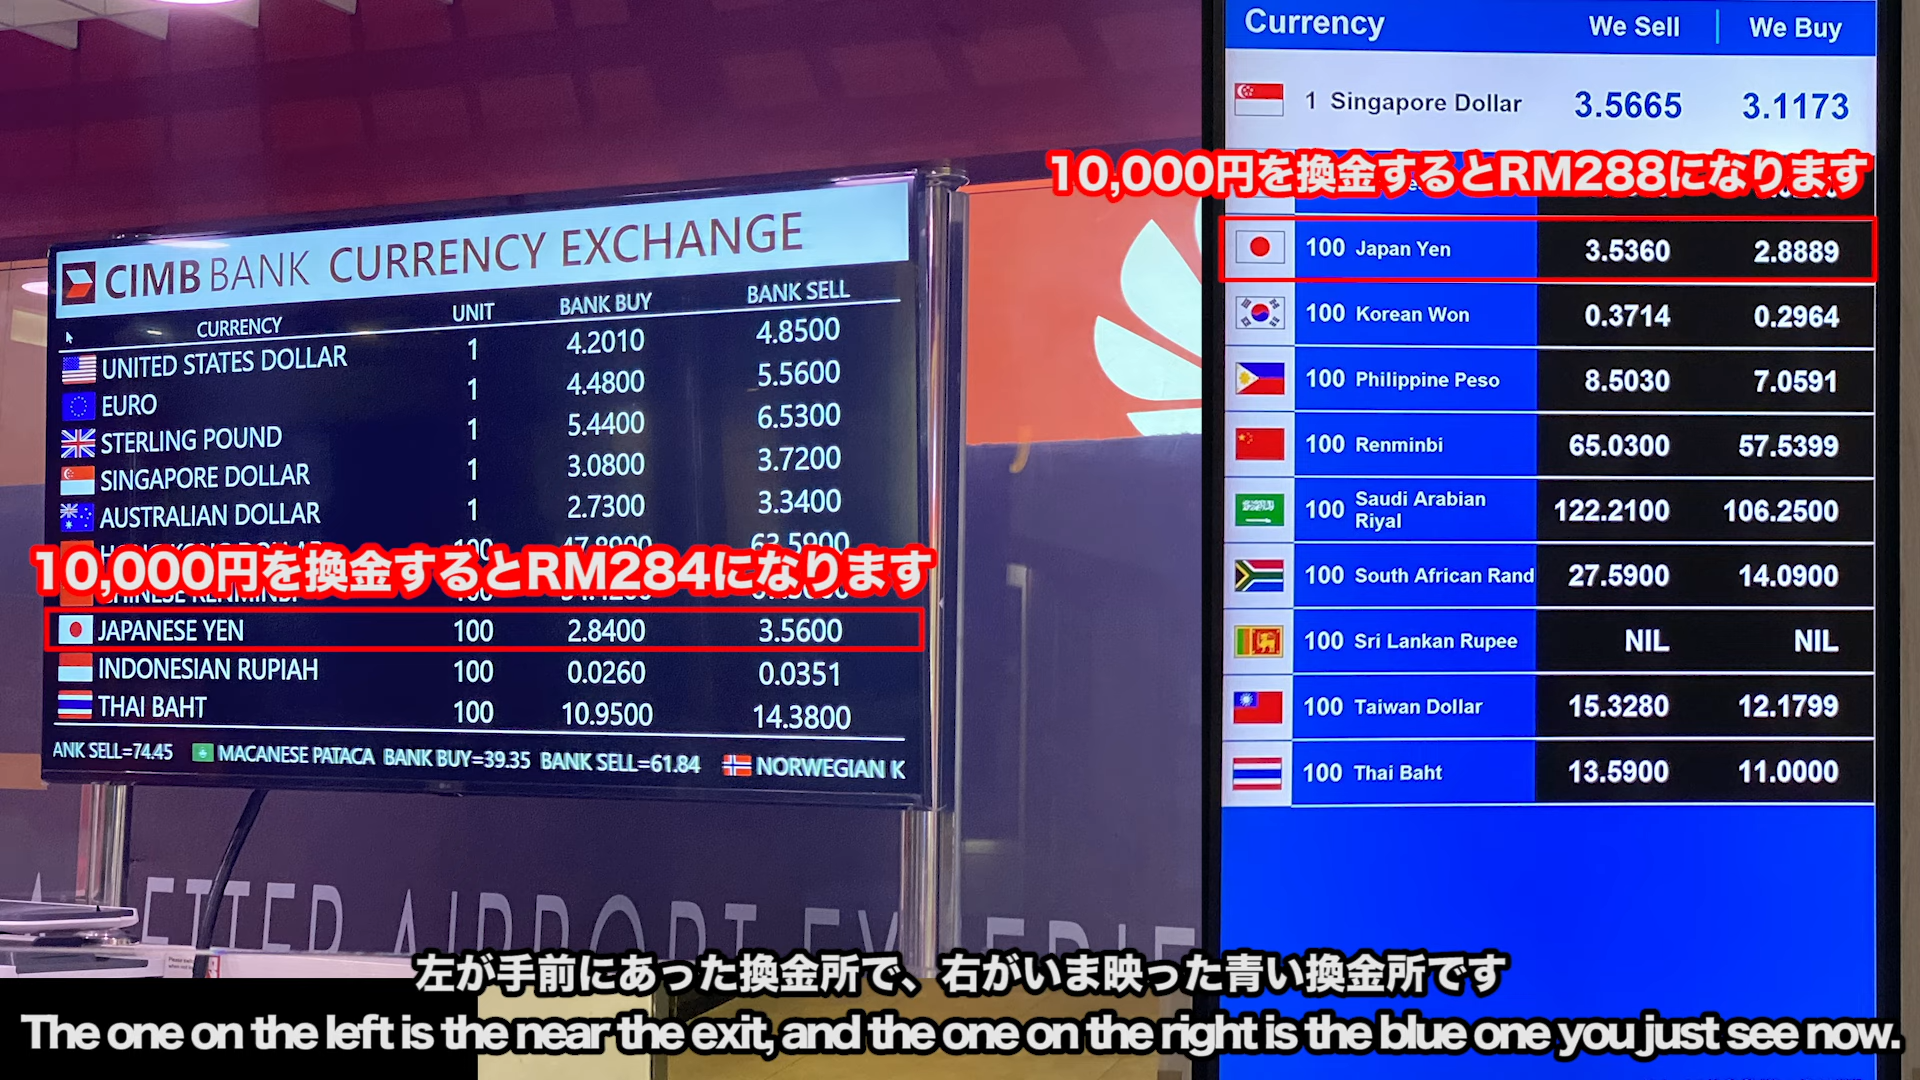 CIMB BANK CURRENCY EXCHANGE
CURRENCY UNIT BANK BUY BANK SELL
UNITED STATES DOLLAR 1 4.2010 4.8500
EURO 1 4.4800 5.5600
STERLING POUND 1 5.4400 6.5300
SINGAPORE DOLLAR 1 3.0800 3.7200
AUSTRALIAN DOLLAR 1 2.7300 3.3400
10,000円を換金するとRM284になります
JAPANESE YEN 100 2.8400 3.5600
INDONESIAN RUPIAH 100 0.0260 0.0351
THAI BAHT 100 10.9500 14.3800
ANK SELL=74.45 MACANESE PATACA BANK BUY=39.35 BANK SELL=61.84 NORWEGIAN K
Currency We Sell We Buy
1 Singapore Dollar 3.5665 3.1173
10,000円を換金するとRM288になります
100 Japan Yen 3.5360 2.8889
100 Korean Won 0.3714 0.2964
100 Philippine Peso 8.5030 7.0591
100 Renminbi 65.0300 57.5399
100 Saudi Arabian Riyal 122.2100 106.2500
100 South African Rand 27.5900 14.0900
100 Sri Lankan Rupee NIL NIL
100 Taiwan Dollar 15.3280 12.1799
100 Thai Baht 13.5900 11.0000
ETTER AIRPORT
左が手前にあった換金所で、右がいま映った青い換金所です
The one on the left is the near the exit, and the one on the right is the blue one you just see now.